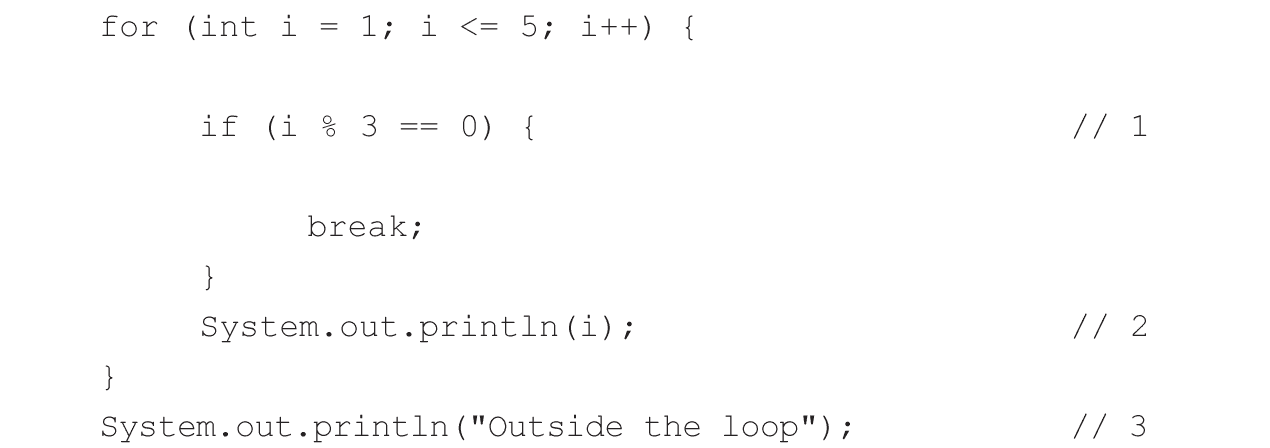 for (int i = 1; i <= 5; i++) {
if (i % 3 == 0) { // 1
break;
}
System.out.println(i); // 2
}
System.out.println("Outside the loop"); // 3